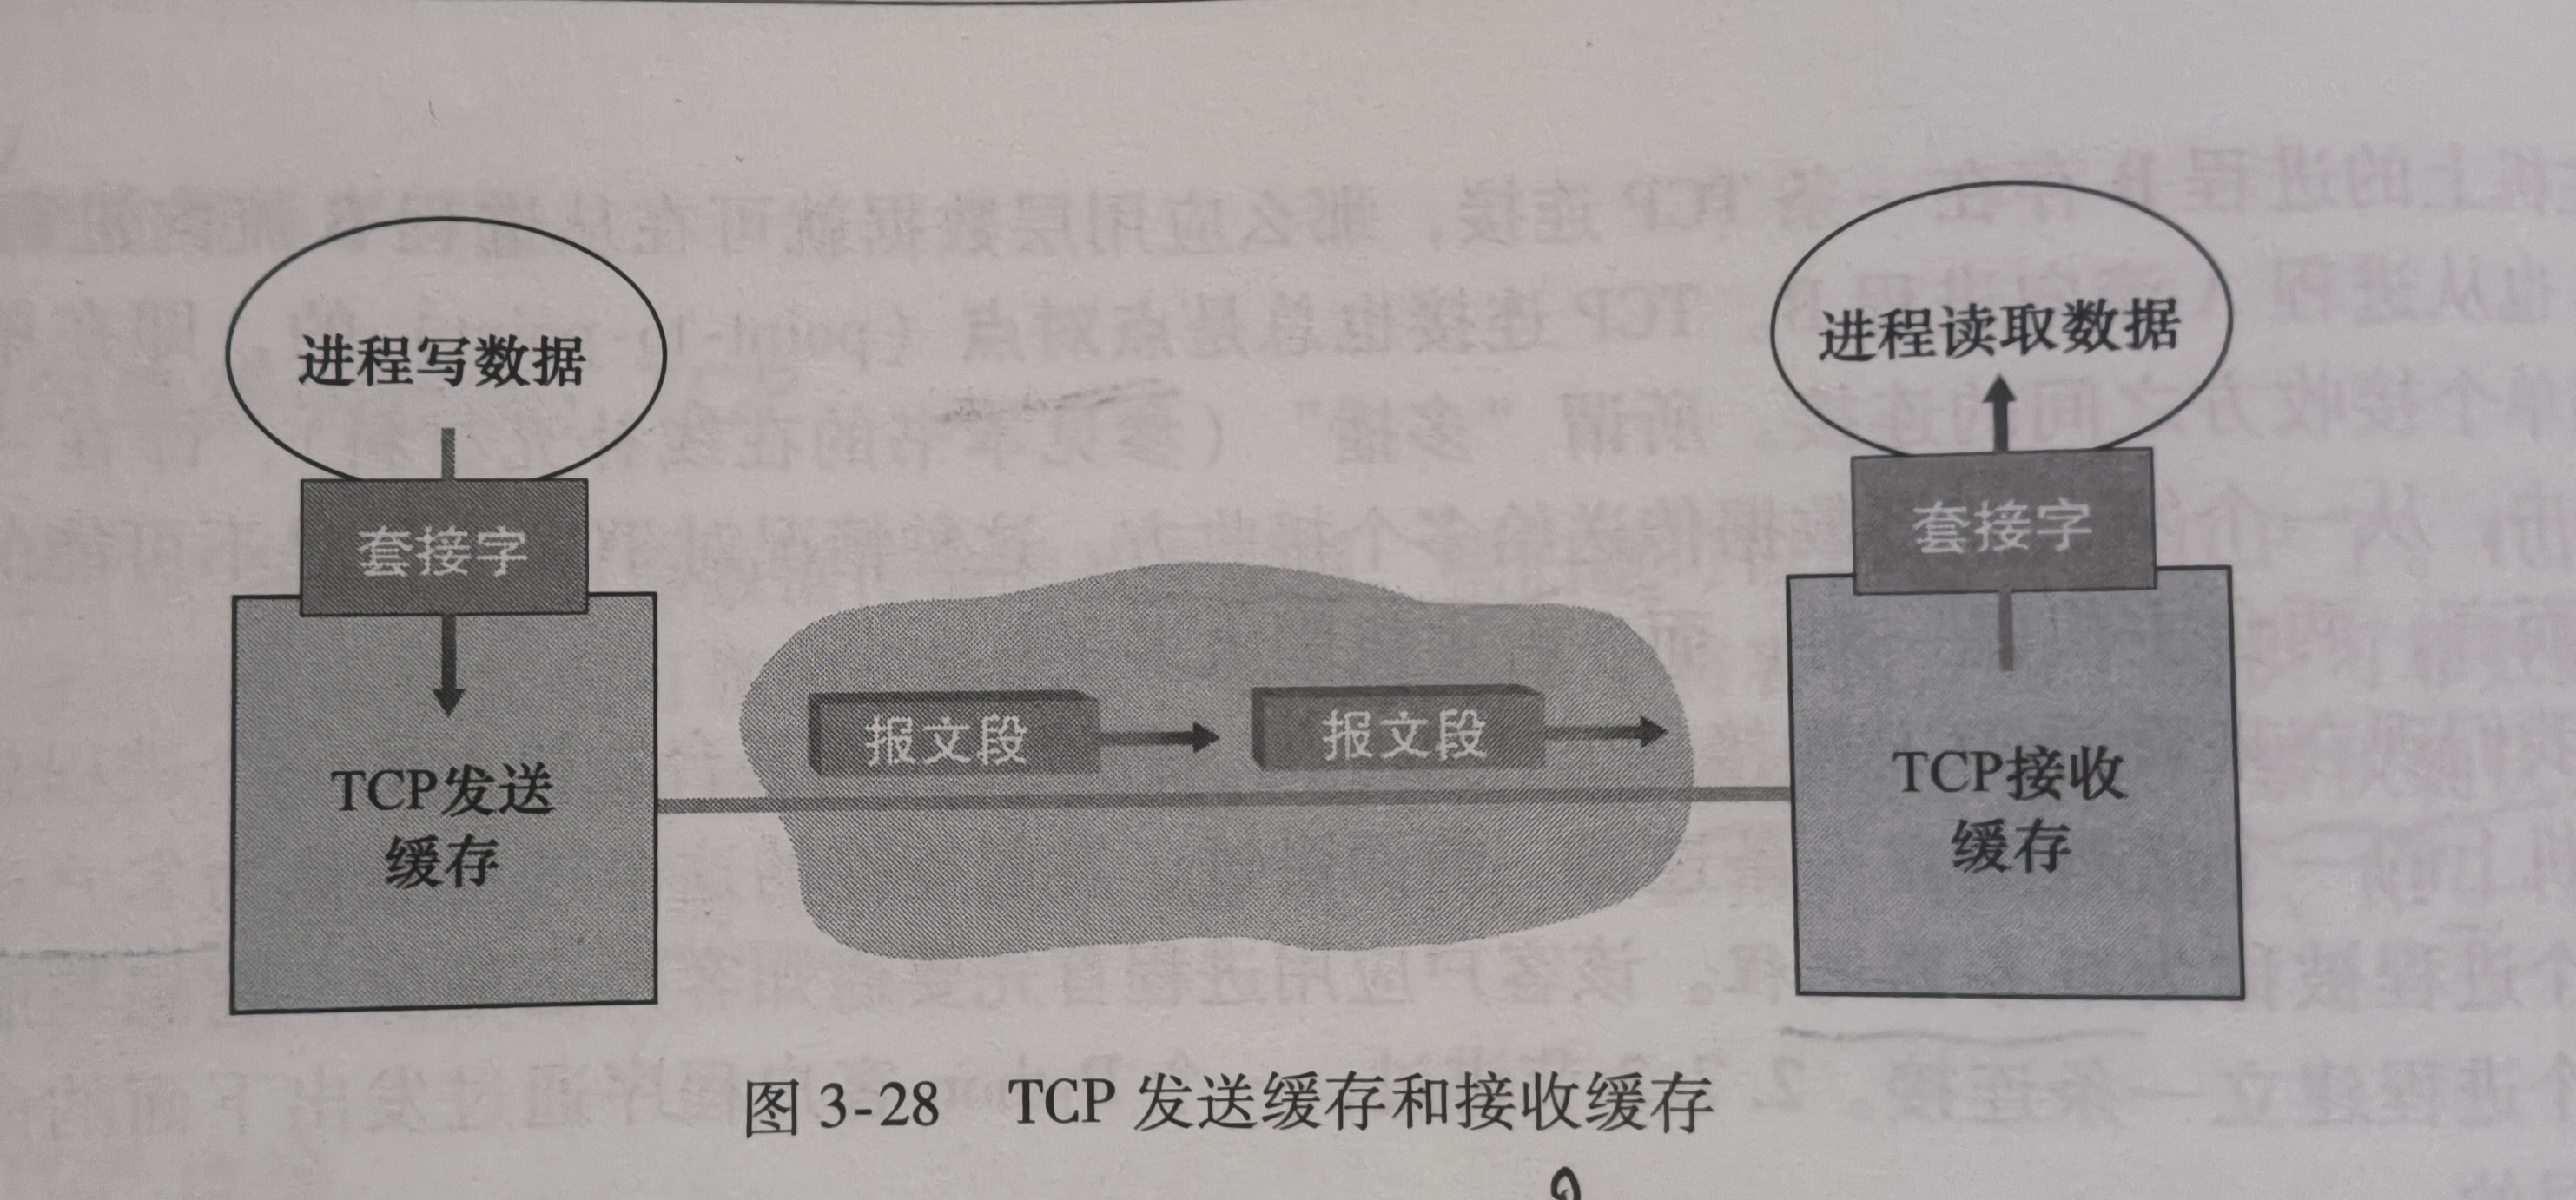 进程写数据
套接字
TCP发送
缓存
报文段
报文段
进程读取数据
套接字
TCP接收
缓存
图 3-28 TCP 发送缓存和接收缓存